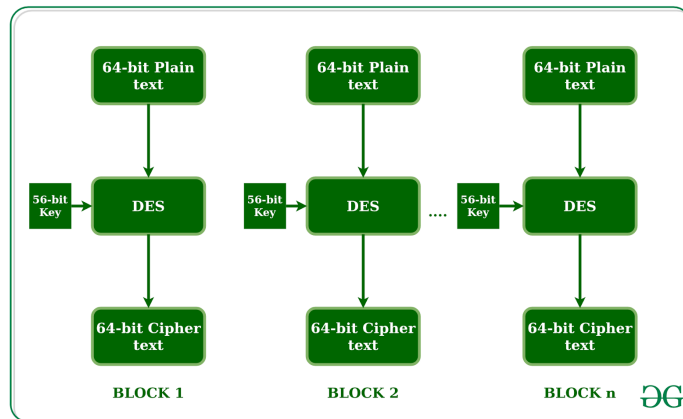 64-bit Plain
text
64-bit Plain
text
64-bit Plain
text
56-bit
Key
DES
56-bit
Key
DES
....
56-bit
Key
DES
64-bit Cipher
text
64-bit Cipher
text
64-bit Cipher
text
BLOCK 1
BLOCK 2
BLOCK n